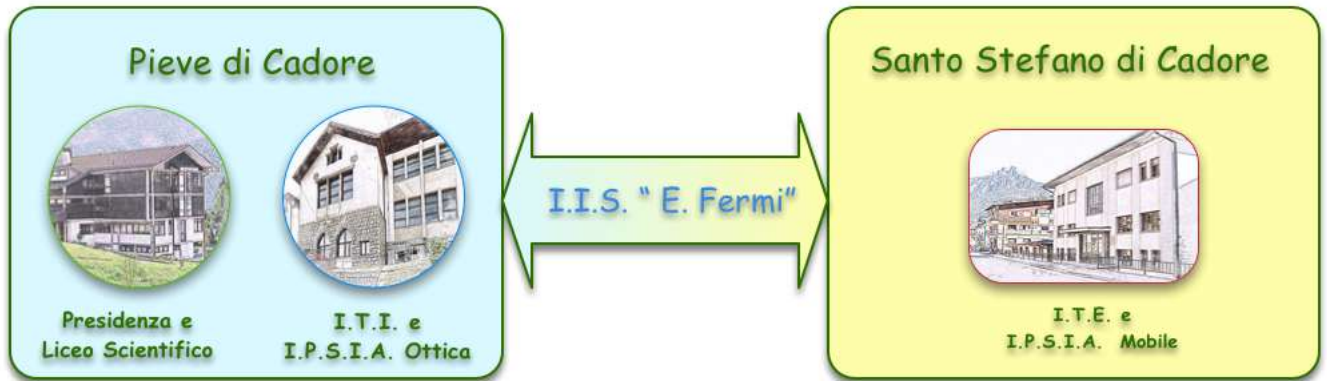 Pieve di Cadore
Presidenza e
Liceo Scientifico
I.T.I. e
I.P.S.I.A. Ottica
I.I.S. “ E. Fermi”
Santo Stefano di Cadore
I.T.E. e
I.P.S.I.A. Mobile